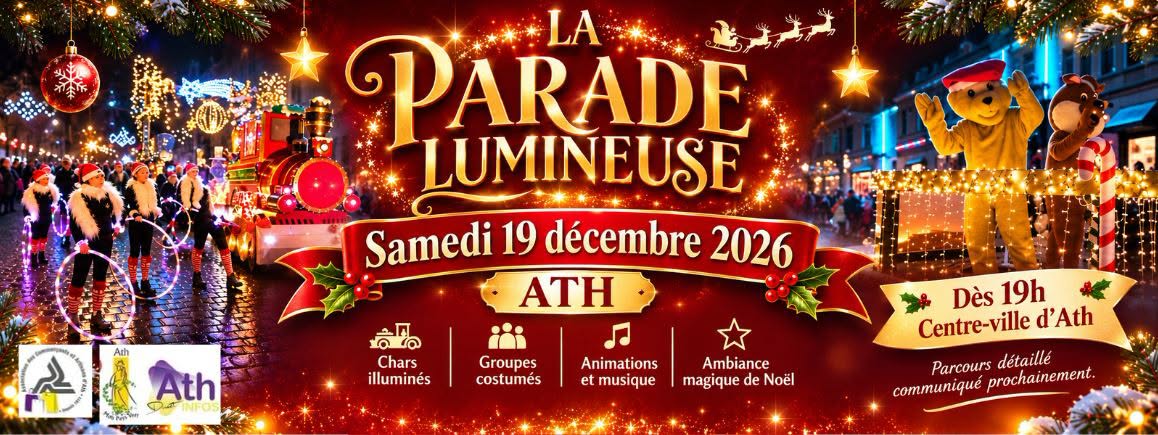 LA
PARADE
LUMINEUSE
Samedi 19 décembre 2026
ATH
Chars
illuminés
Groupes
costumés
Animations
et musique
Ambiance
magique de Noël
Dès 19h
Centre-ville d'Ath
Parcours détaillé
communiqué prochainement.
Ath
Ath
INFOS